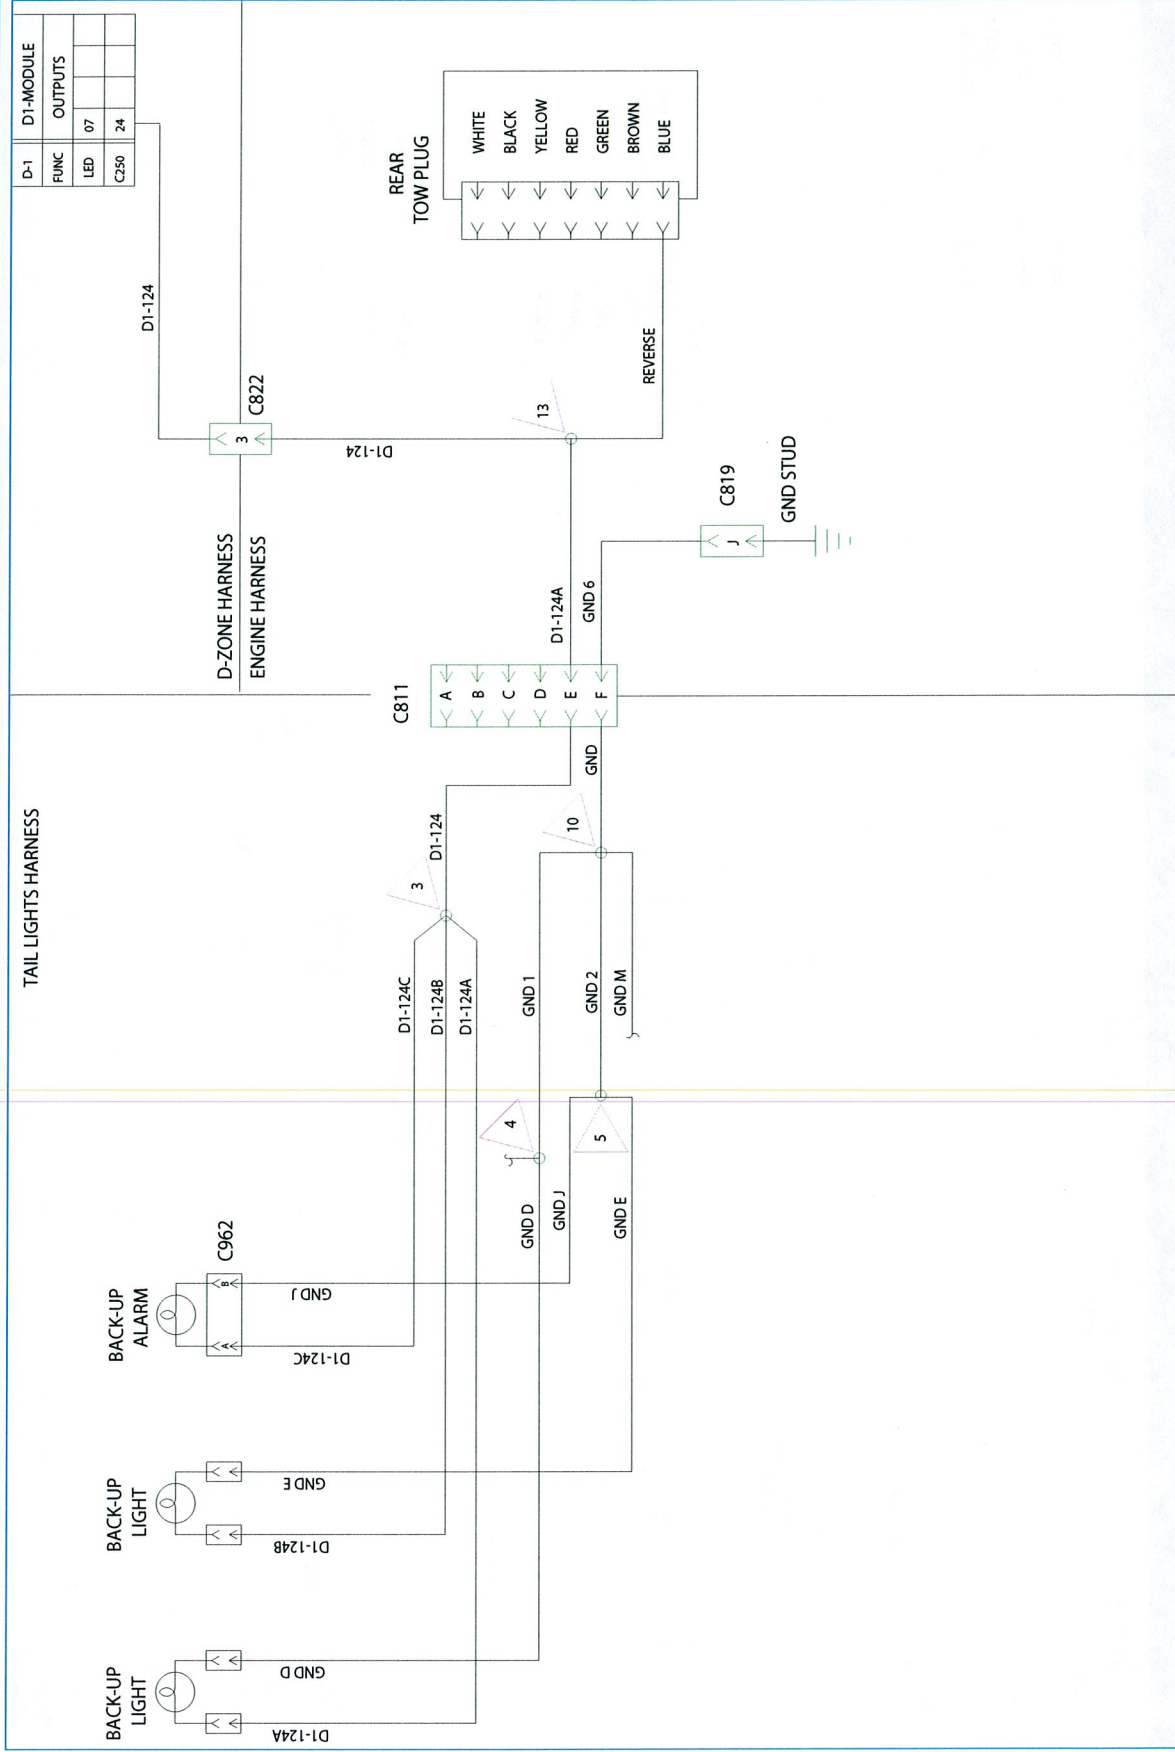 TAIL LIGHTS HARNESS
D-1 D1-MODULE
FUNC OUTPUTS
LED 07
C250 24
D1-124
C822
3
D-ZONE HARNESS
ENGINE HARNESS
D1-124
13
REAR
TOW PLUG
WHITE
BLACK
YELLOW
RED
GREEN
BROWN
BLUE
REVERSE
C819
J
GND STUD
D1-124A
GND 6
C811
A
B
C
D
E
F
GND
10
D1-124
3
D1-124C
D1-124B
D1-124A
GND 1
GND 2
GND M
4
5
GND D
GND J
GND E
BACK-UP
ALARM
C962
A
B
GND J
D1-124C
BACK-UP
LIGHT
GND E
D1-124B
BACK-UP
LIGHT
GND D
D1-124A